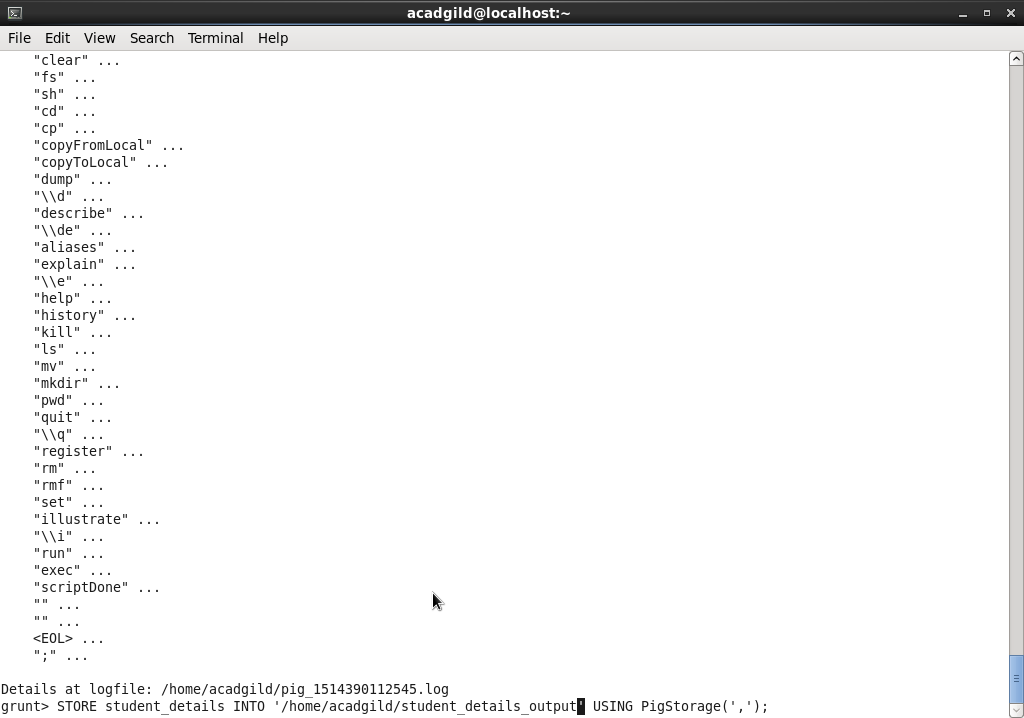 acadgild@localhost:~
File Edit View Search Terminal Help
"clear" ...
"fs" ...
"sh" ...
"cd" ...
"cp" ...
"copyFromLocal" ...
"copyToLocal" ...
"dump" ...
"\\d" ...
"describe" ...
"\\de" ...
"aliases" ...
"explain" ...
"\\e" ...
"help" ...
"history" ...
"kill" ...
"ls" ...
"mv" ...
"mkdir" ...
"pwd" ...
"quit" ...
"\\q" ...
"register" ...
"rm" ...
"rmf" ...
"set" ...
"illustrate" ...
"\\i" ...
"run" ...
"exec" ...
"scriptDone" ...
"" ...
"" ...
<EOL> ...
";" ...
Details at logfile: /home/acadgild/pig_1514390112545.log
grunt> STORE student_details INTO '/home/acadgild/student_details_output' USING PigStorage(',');